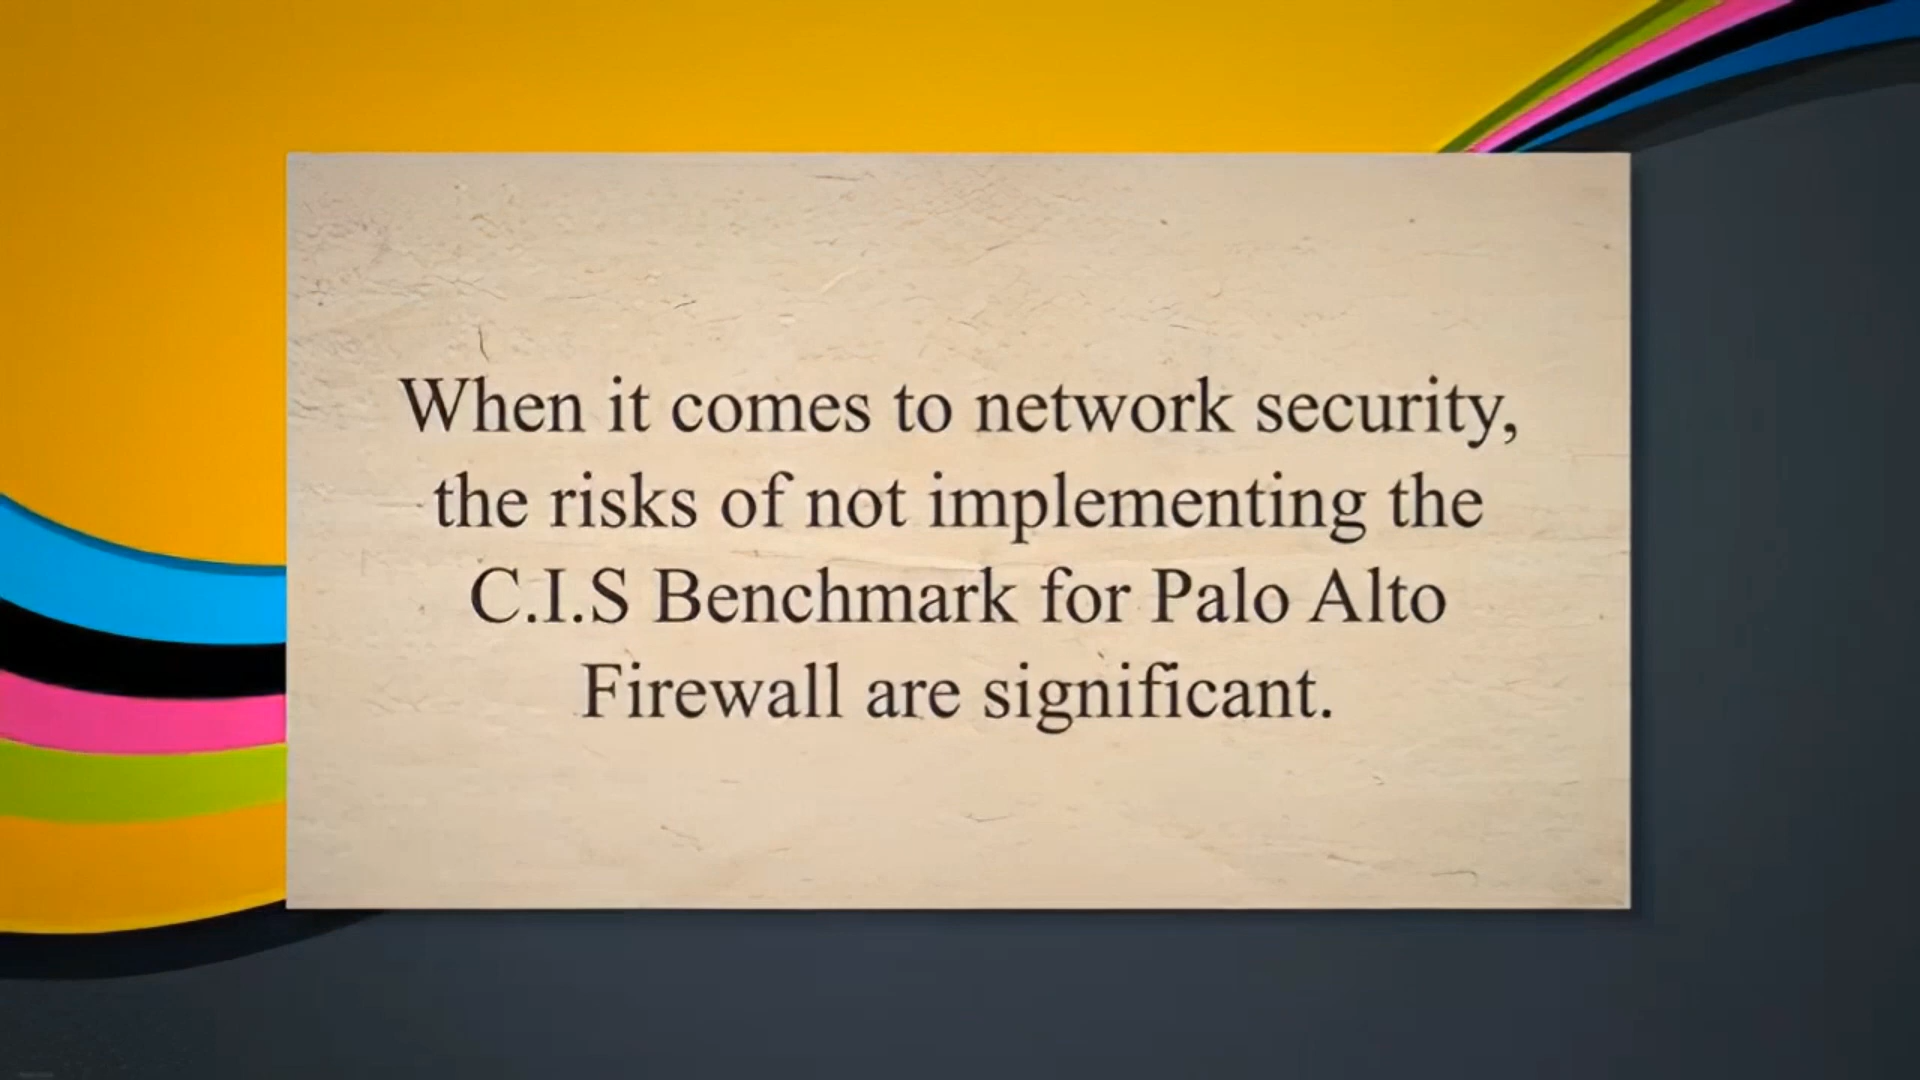 When it comes to network security,
the risks of not implementing the
C.I.S Benchmark for Palo Alto
Firewall are significant.